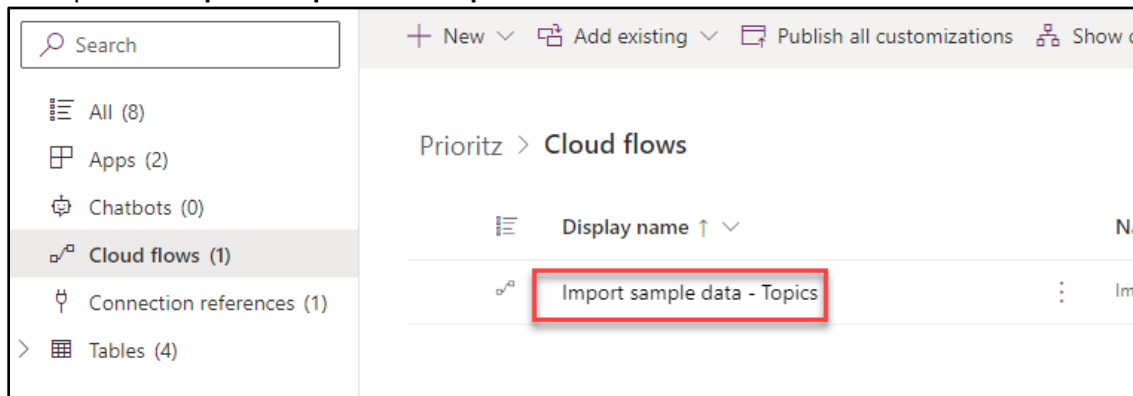 Search
New
Add existing
Publish all customizations
Show
All (8)
Apps (2)
Chatbots (0)
Cloud flows (1)
Connection references (1)
Tables (4)
Prioritz > Cloud flows
Display name ↑
Import sample data - Topics